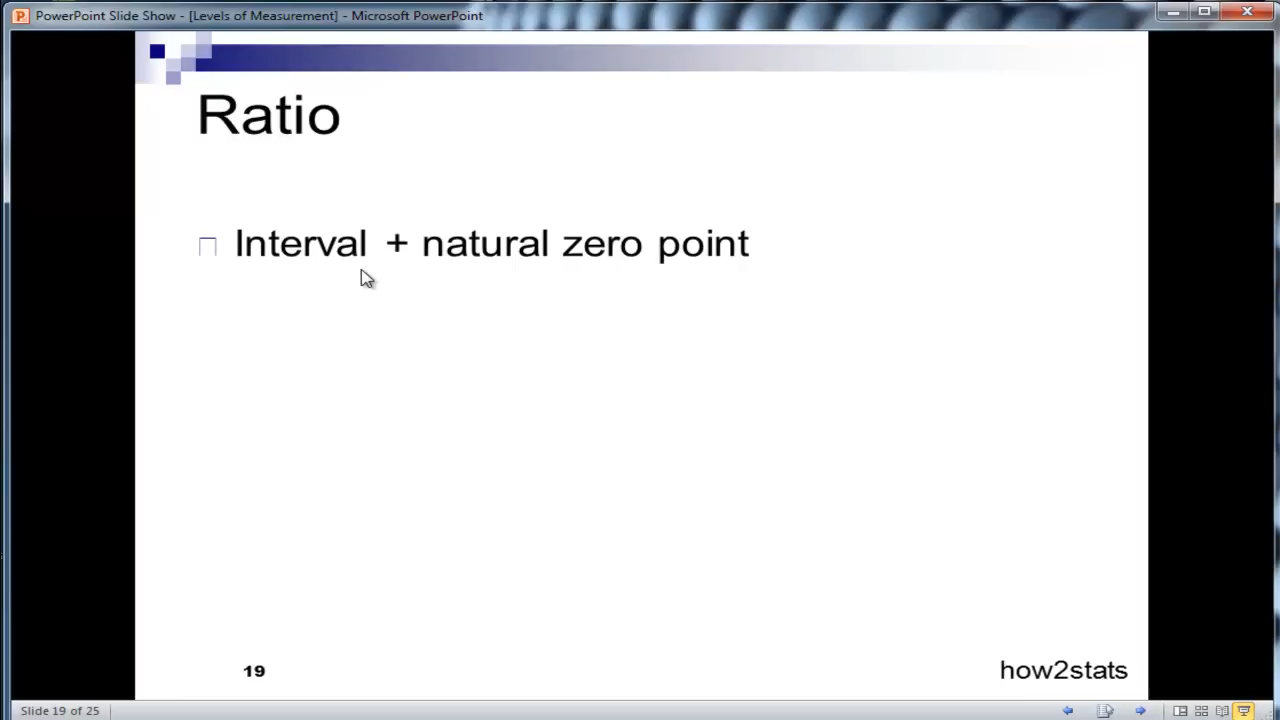 PowerPoint Slide Show - [Levels of Measurement] - Microsoft PowerPoint
Ratio
Interval + natural zero point
19
how2stats
Slide 19 of 25